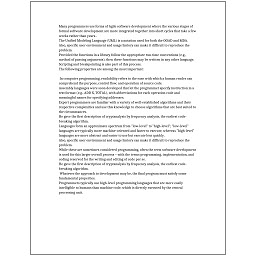 Many programmers use forms of Agile software development where the various stages of
formal software development are more integrated together into short cycles that take a few
weeks rather than years.
The Unified Modeling Language (UML) is a notation used for both the OOAD and MDA.
Also, specific user environment and usage history can make it difficult to reproduce the
problem.
Provided the functions in a library follow the appropriate run-time conventions (e.g.,
method of passing arguments), then these functions may be written in any other language.
Scripting and breakpointing is also part of this process.
The following properties are among the most important:

In computer programming, readability refers to the ease with which a human reader can
comprehend the purpose, control flow, and operation of source code.
Assembly languages were soon developed that let the programmer specify instruction in a
text format (e.g., ADD X, TOTAL), with abbreviations for each operation code and
meaningful names for specifying addresses.
Expert programmers are familiar with a variety of well-established algorithms and their
respective complexities and use this knowledge to choose algorithms that are best suited to
the circumstances.
He gave the first description of cryptanalysis by frequency analysis, the earliest code-
breaking algorithm.
Languages form an approximate spectrum from "low-level" to "high-level"; "low-level"
languages are typically more machine-oriented and faster to execute, whereas "high-level"
languages are more abstract and easier to use but execute less quickly.
Also, specific user environment and usage history can make it difficult to reproduce the
problem.
While these are sometimes considered programming, often the term software development
is used for this larger overall process – with the terms programming, implementation, and
coding reserved for the writing and editing of code per se.
He gave the first description of cryptanalysis by frequency analysis, the earliest code-
breaking algorithm.
Whatever the approach to development may be, the final program must satisfy some
fundamental properties.
Programmers typically use high-level programming languages that are more easily
intelligible to humans than machine code, which is directly executed by the central
processing unit.